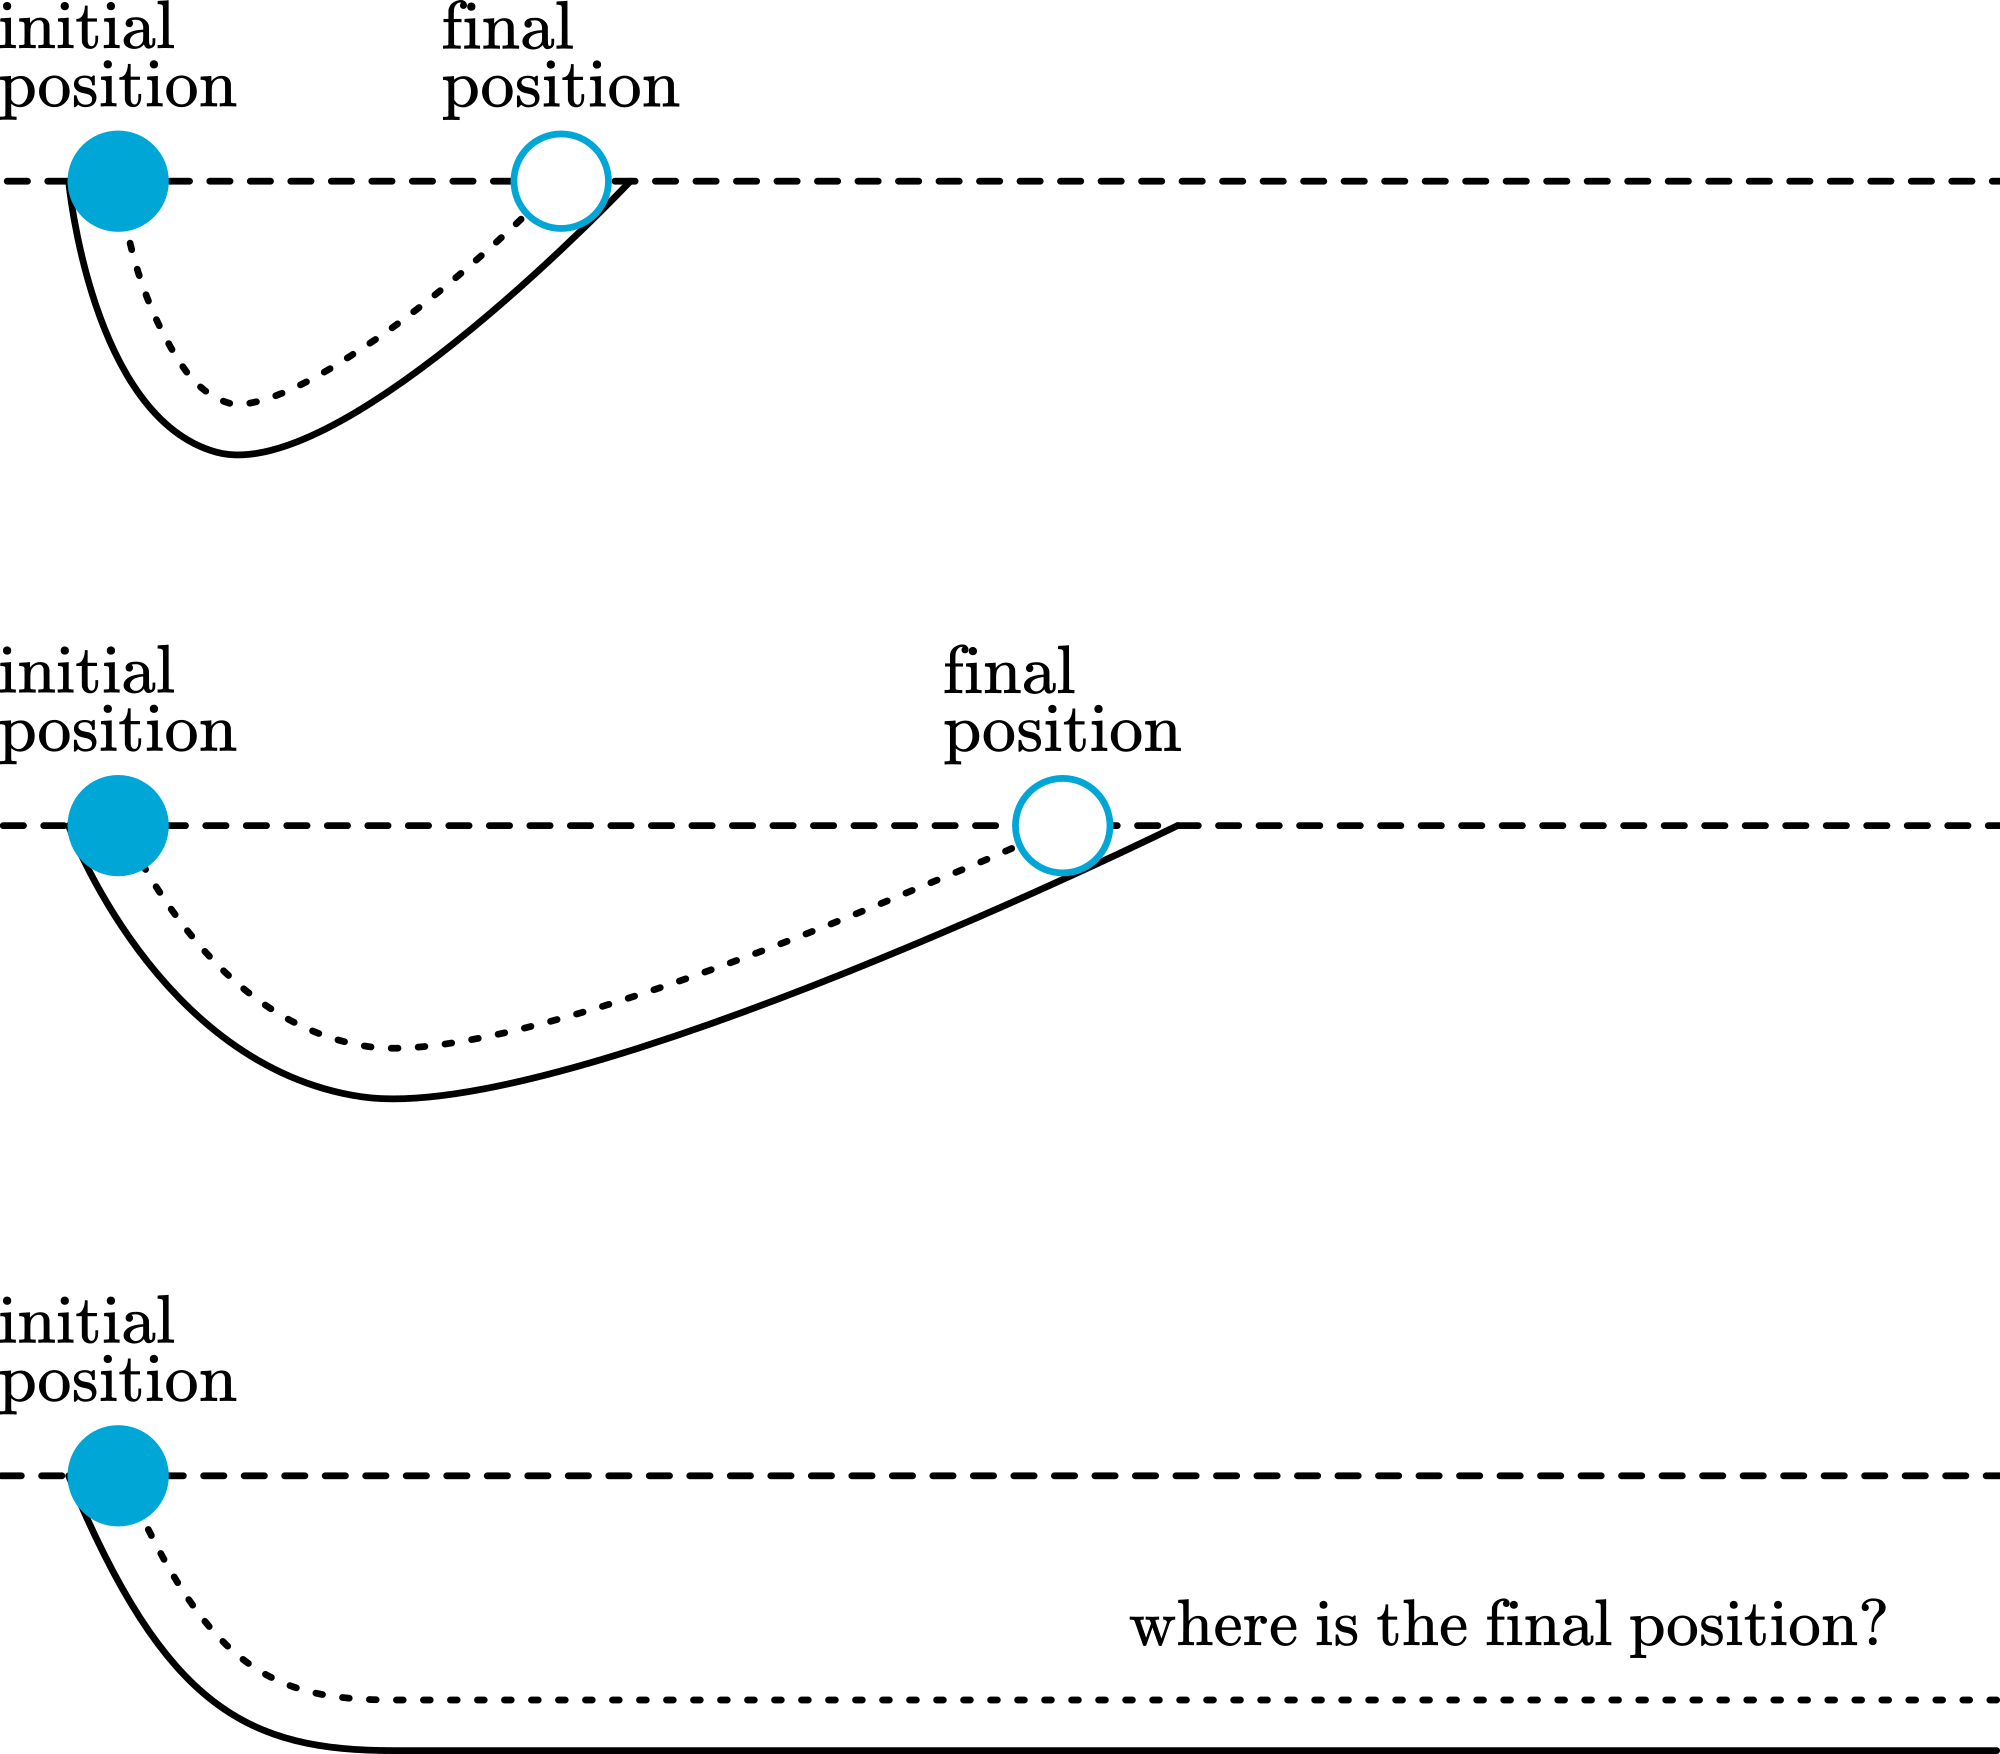 initial
position
final
position
initial
position
final
position
initial
position
where is the final position?